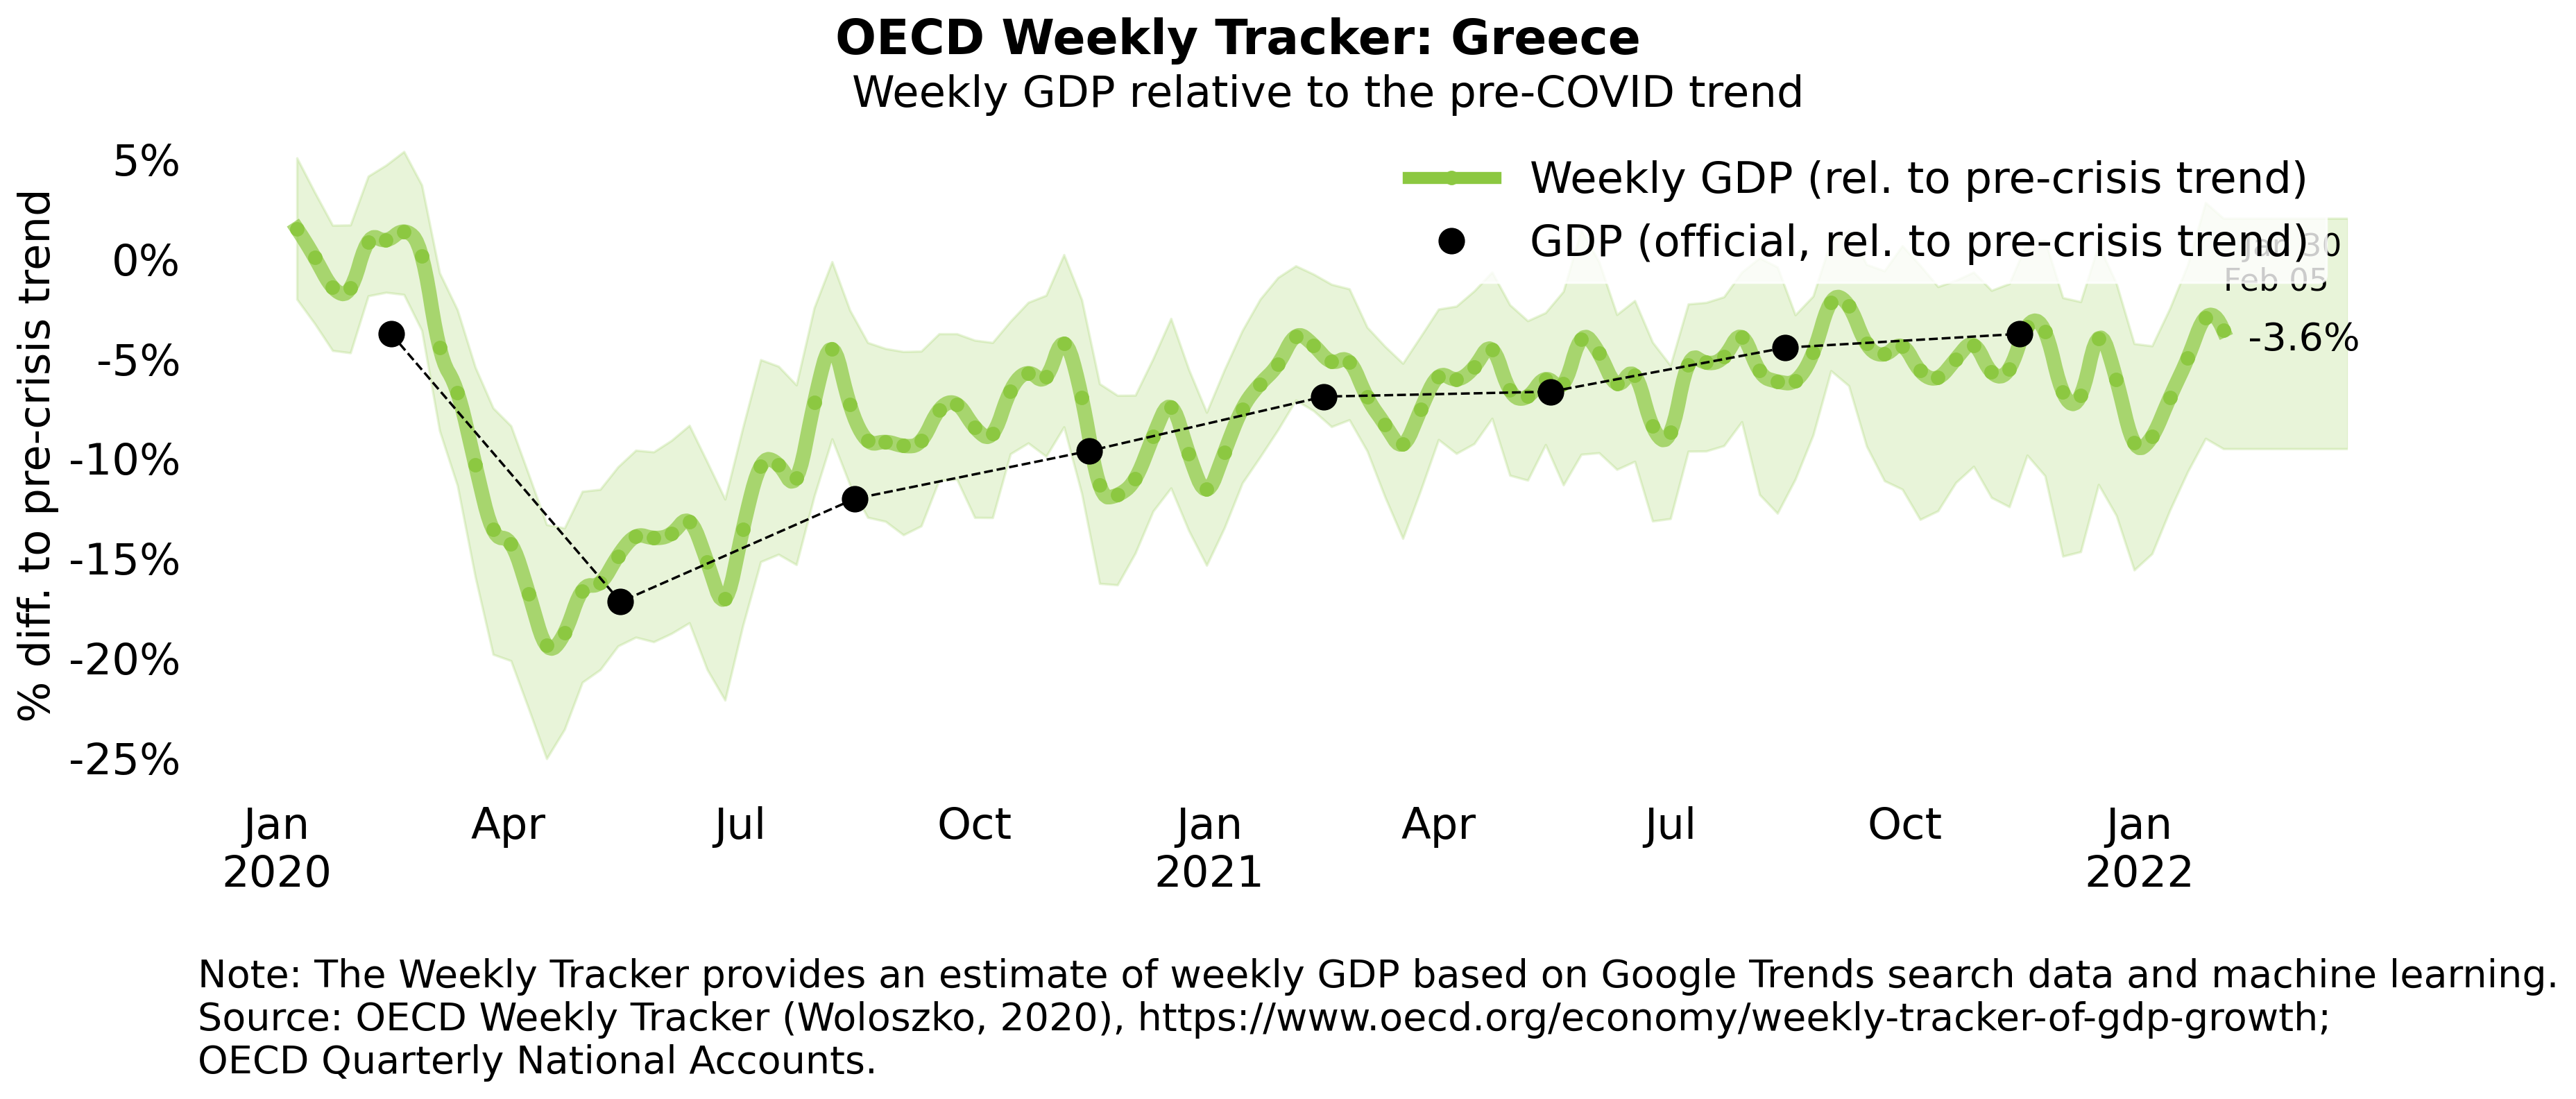 OECD Weekly Tracker: Greece
Weekly GDP relative to the pre-COVID trend
% diff. to pre-crisis trend
5%
0%
-5%
-10%
-15%
-20%
-25%
Weekly GDP (rel. to pre-crisis trend)
GDP (official, rel. to pre-crisis trend)
Jan 30
Feb 05
-3.6%
Jan
2020
Apr
Jul
Oct
Jan
2021
Apr
Jul
Oct
Jan
2022
Note: The Weekly Tracker provides an estimate of weekly GDP based on Google Trends search data and machine learning.
Source: OECD Weekly Tracker (Woloszko, 2020), https://www.oecd.org/economy/weekly-tracker-of-gdp-growth;
OECD Quarterly National Accounts.